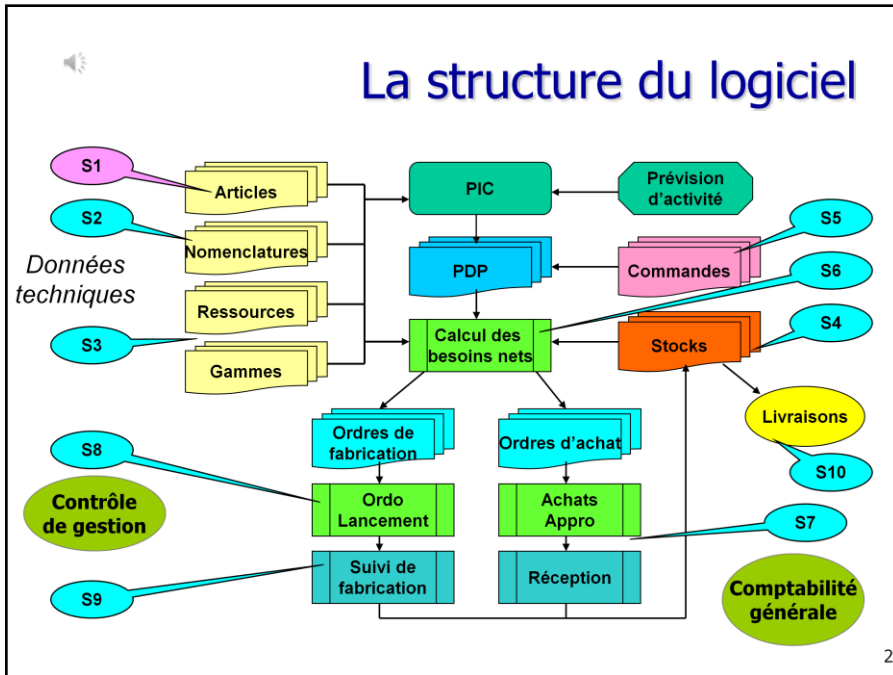 La structure du logiciel
S1
Articles
PIC
Prévision
d'activité
S2
S5
Nomenclatures
Données
techniques
PDP
Commandes
S6
Ressources
S3
Calcul des
besoins nets
Stocks
S4
Gammes
Livraisons
Ordres de
fabrication
Ordres d'achat
S8
S10
Contrôle
de gestion
Ordo
Lancement
Achats
Appro
S7
Suivi de
fabrication
Réception
Comptabilité
générale
S9
2